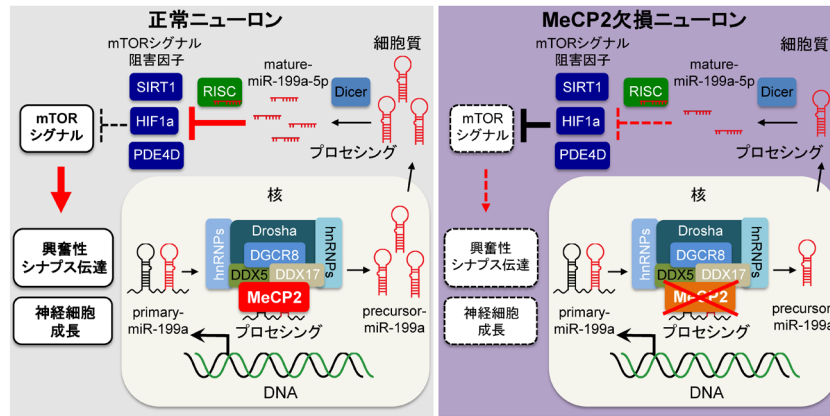 正常ニューロン
mTORシグナル
阻害因子
SIRT1
HIF1a
PDE4D
RISC
mature-
miR-199a-5p
Dicer
細胞質
プロセシング
mTOR
シグナル
興奮性
シナプス伝達
神経細胞
成長
核
hnRNPs
Drosha
hnRNPs
DGCR8
DDX5
DDX17
MeCP2
プロセシング
primary-
miR-199a
precursor-
miR-199a
DNA
MeCP2欠損ニューロン
mTORシグナル
阻害因子
SIRT1
HIF1a
PDE4D
RISC
mature-
miR-199a-5p
Dicer
細胞質
プロセシング
mTOR
シグナル
興奮性
シナプス伝達
神経細胞
成長
核
hnRNPs
Drosha
hnRNPs
DGCR8
DDX5
DDX17
MeCP2
プロセシング
primary-
miR-199a
precursor-
miR-199a
DNA